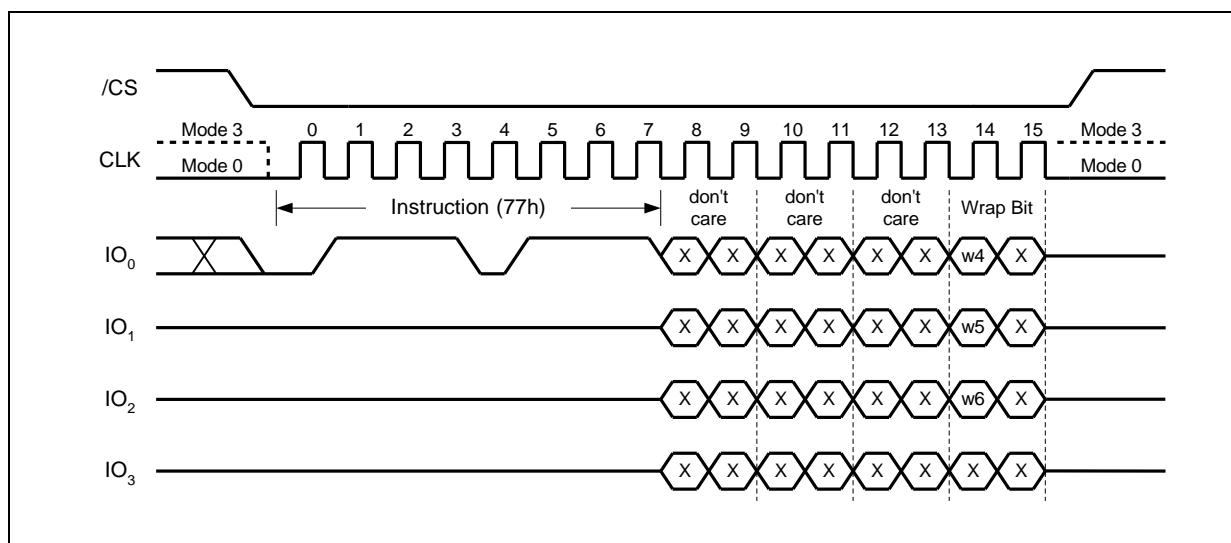 /CS
Mode 3 0 1 2 3 4 5 6 7 8 9 10 11 12 13 14 15 Mode 3
CLK
Mode 0 Mode 0
Instruction (77h) don't care don't care don't care Wrap Bit
IO0 X X X X X X w4 X
IO1 X X X X X X w5 X
IO2 X X X X X X w6 X
IO3 X X X X X X X X